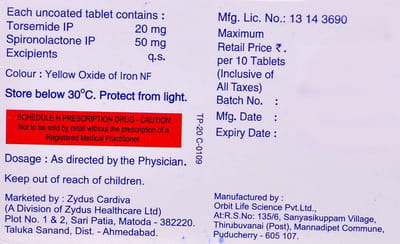 Each uncoated tablet contains :
Torsemide IP 20 mg
Spironolactone IP 50 mg
Excipients q.s.
Colour : Yellow Oxide of Iron NF
Store below 30°C. Protect from light.
SCHEDULE H PRESCRIPTION DRUG - CAUTION
Not to be sold by retail without the prescription of a
Registered Medical Practitioner.
Dosage : As directed by the Physician.
Keep out of reach of children.
Marketed by : Zydus Cardiva
(A Division of Zydus Healthcare Ltd)
Plot No. 1 & 2, Sari Patia, Matoda - 382220.
Taluka Sanand, Dist. - Ahmedabad.
TP-20-C-0109
Mfg. Lic. No.: 13 14 3690
Maximum
Retail Price ₹.
per 10 Tablets
(Inclusive of
All Taxes)
Batch No. :
Mfg. Date :
Expiry Date :
Manufactured by :
Orbit Life Science Pvt.Ltd.,
At:R.S.No: 135/6, Sanyasikuppam Village,
Thirubuvanai (Post), Mannadipet Commune,
Puducherry - 605 107.